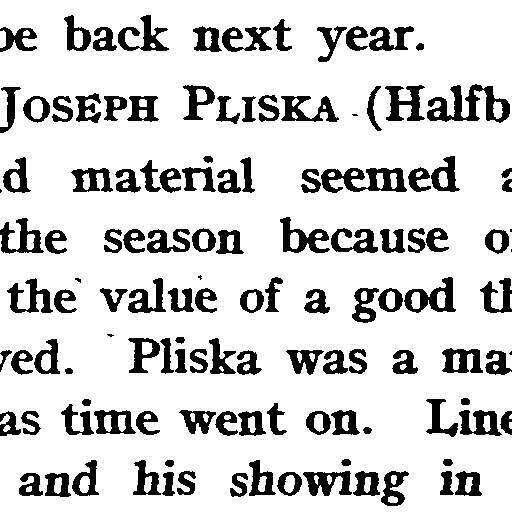 be back next year.
JOSEPH PLISKA (Halfb
d material seemed a
the season because o
the value of a good th
ved. Pliska was a ma
as time went on. Line
and his showing in